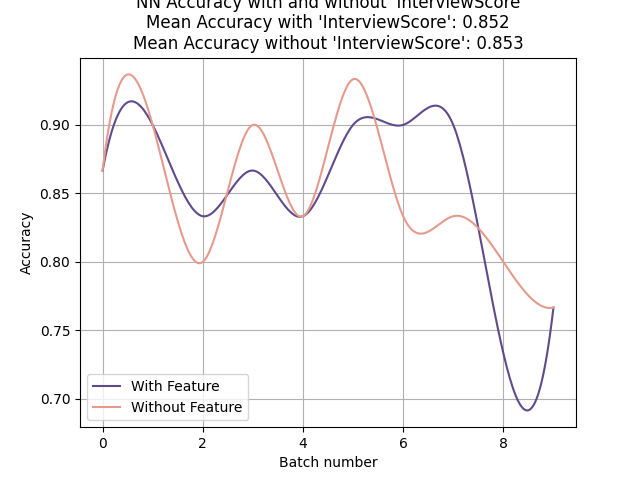 NN Accuracy with and without 'InterviewScore'
Mean Accuracy with 'InterviewScore': 0.852
Mean Accuracy without 'InterviewScore': 0.853
0.90
0.85
0.80
0.75
0.70
Accuracy
With Feature
Without Feature
0 2 4 6 8
Batch number